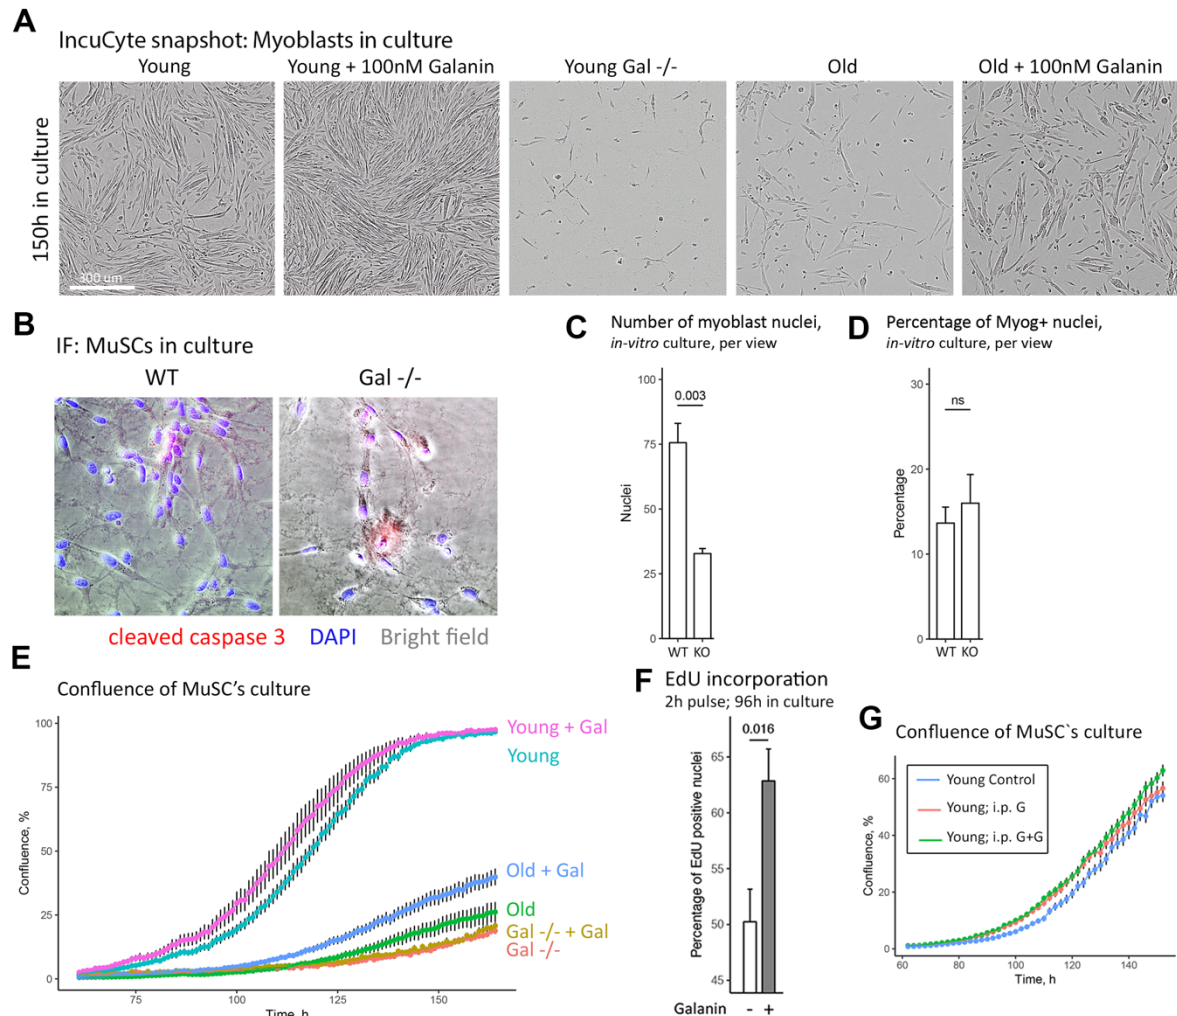 A
IncuCyte snapshot: Myoblasts in culture
Young
Young + 100nM Galanin
Young Gal -/-
Old
Old + 100nM Galanin
150h in culture
300 um
B
IF: MuSCs in culture
WT
Gal -/-
cleaved caspase 3
DAPI
Bright field
C
Number of myoblast nuclei,
in-vitro culture, per view
100
75
50
25
0
Nuclei
0.003
WT
KO
D
Percentage of Myog+ nuclei,
in-vitro culture, per view
30
20
10
0
Percentage
ns
WT
KO
E
Confluence of MuSC's culture
100
75
50
25
0
Confluence, %
Young + Gal
Young
Old + Gal
Old
Gal -/- + Gal
Gal -/-
75
100
125
150
Time, h
F
EdU incorporation
2h pulse; 96h in culture
0.016
65
60
55
50
45
Percentage of EdU positive nuclei
Galanin
-
+
G
Confluence of MuSC`s culture
Young Control
Young; i.p. G
Young; i.p. G+G
60
40
20
0
Confluence, %
60
80
100
120
140
Time, h